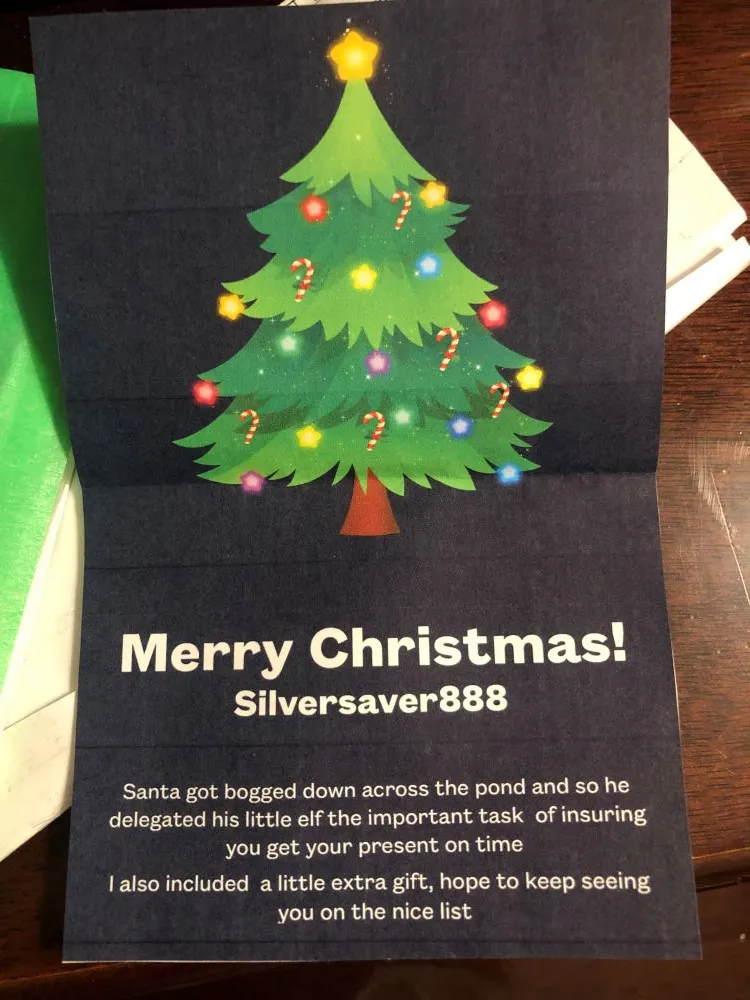 Merry Christmas!
Silversaver888
Santa got bogged down across the pond and so he
delegated his little elf the important task of insuring
you get your present on time
I also included a little extra gift, hope to keep seeing
you on the nice list